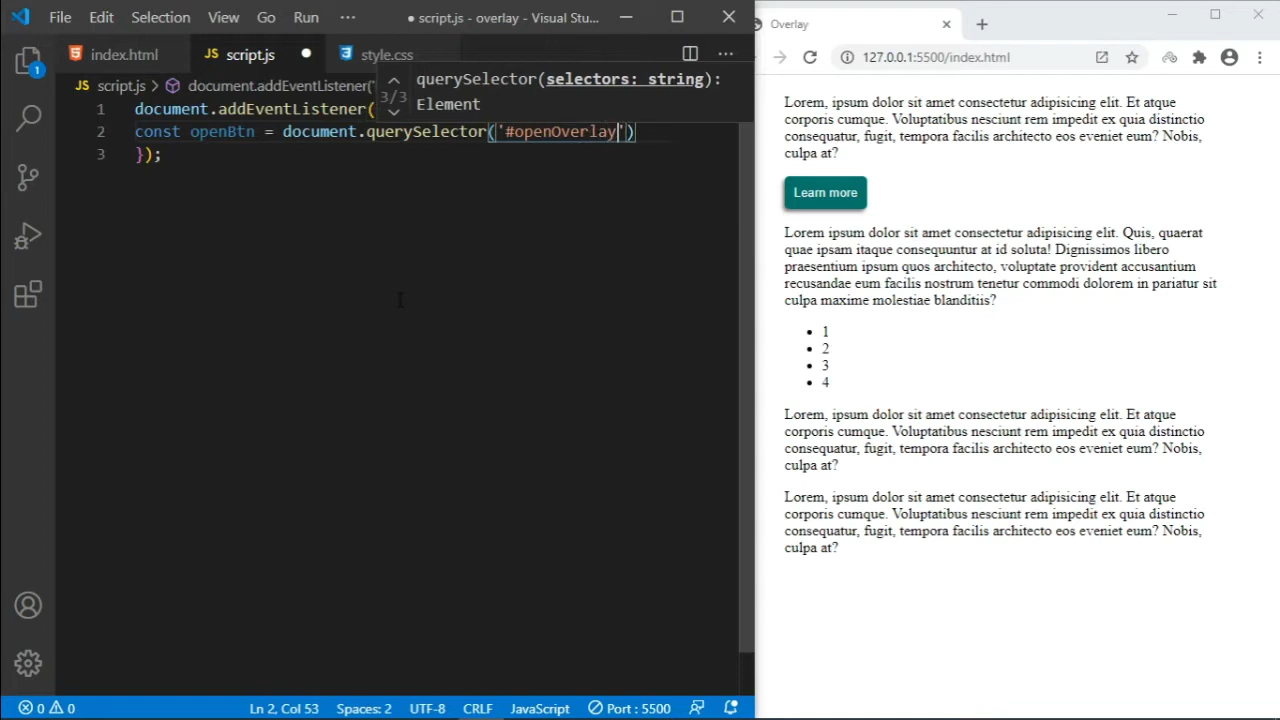 File Edit Selection View Go Run ··· ● script.js - overlay - Visual Stu...
index.html JS script.js ● style.css ···
JS script.js > document.addEventListener('
querySelector(selectors: string):
3/3
Element
1 document.addEventListener(
2 const openBtn = document.querySelector('#openOverlay')
3 });
1
0 0 Ln 2, Col 53 Spaces: 2 UTF-8 CRLF JavaScript Port : 5500
Overlay
127.0.0.1:5500/index.html
Lorem, ipsum dolor sit amet consectetur adipisicing elit. Et atque
corporis cumque. Voluptatibus nesciunt rem impedit ex quia distinctio
consequatur, fugit, tempora facilis architecto eos eveniet eum? Nobis,
culpa at?
Learn more
Lorem ipsum dolor sit amet consectetur adipisicing elit. Quis, quaerat
quae ipsam itaque consequuntur at id soluta! Dignissimos libero
praesentium ipsum quos architecto, voluptate provident accusantium
recusandae eum facilis nostrum tenetur commodi dolorem in pariatur sit
culpa maxime molestiae blanditiis?
• 1
• 2
• 3
• 4
Lorem, ipsum dolor sit amet consectetur adipisicing elit. Et atque
corporis cumque. Voluptatibus nesciunt rem impedit ex quia distinctio
consequatur, fugit, tempora facilis architecto eos eveniet eum? Nobis,
culpa at?
Lorem, ipsum dolor sit amet consectetur adipisicing elit. Et atque
corporis cumque. Voluptatibus nesciunt rem impedit ex quia distinctio
consequatur, fugit, tempora facilis architecto eos eveniet eum? Nobis,
culpa at?